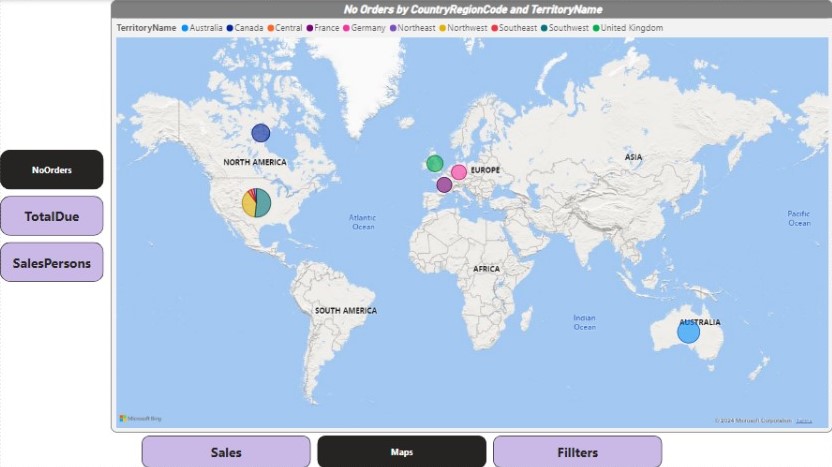 No Orders by CountryRegionCode and TerritoryName
TerritoryName Australia Canada Central France Germany Northeast Northwest Southeast Southwest United Kingdom
NORTH AMERICA
EUROPE
ASIA
NoOrders
TotalDue
Atlantic
Ocean
Pacific
Ocean
SalesPersons
AFRICA
SOUTH AMERICA
Indian
Ocean
AUSTRALIA
Microsoft Bing
© 2024 Microsoft Corporation
Sales
Maps
Fillters